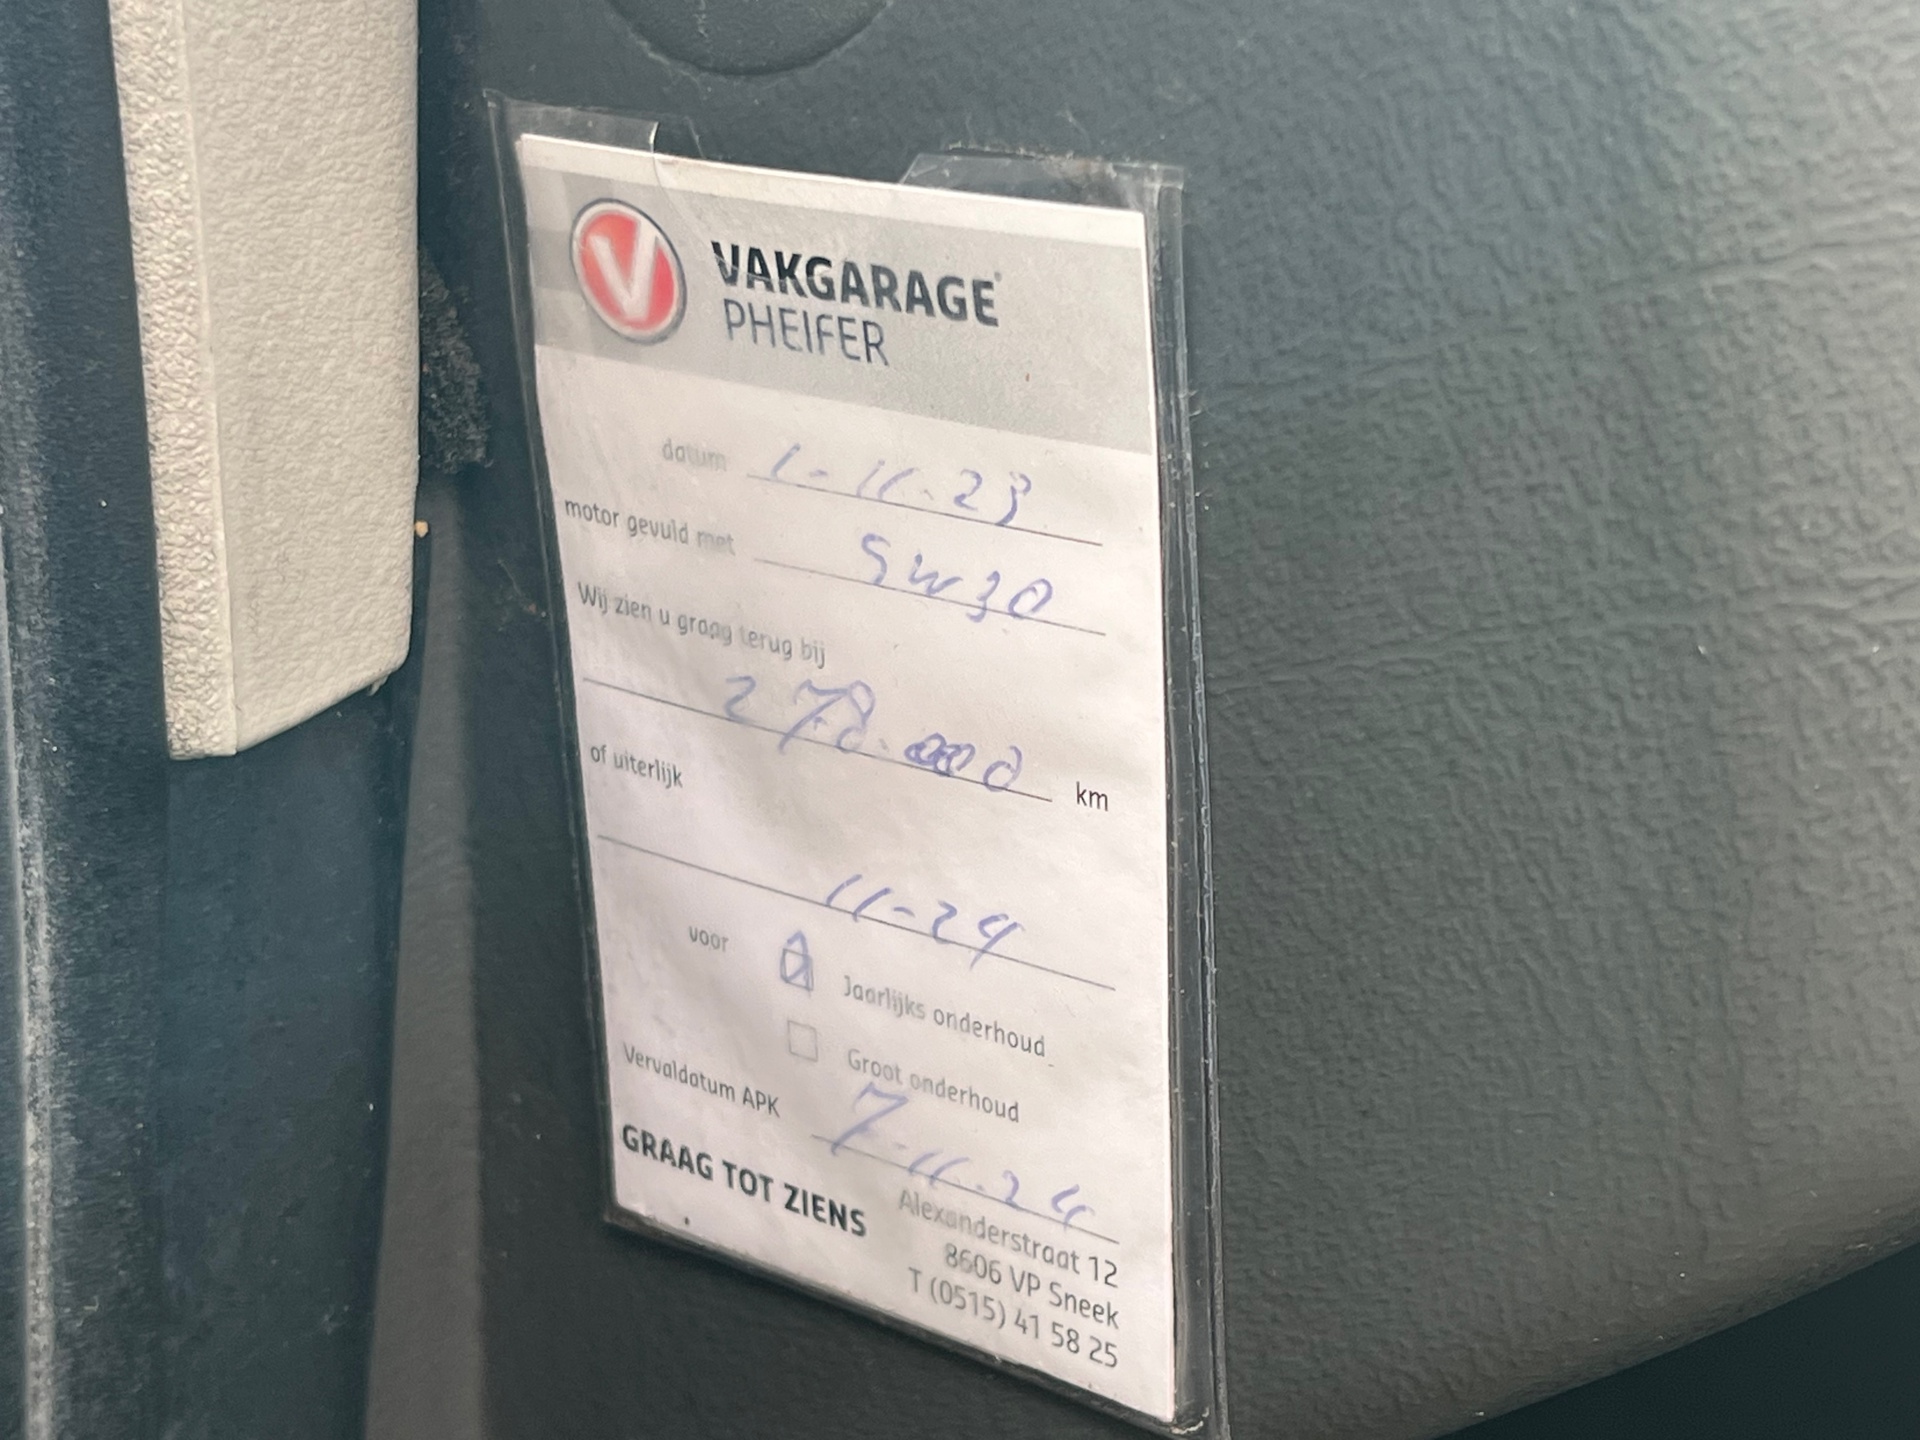 V
VAKGARAGE
PHEIFER
datum 1-11-23
motor gevuld met 5w30
Wij zien u graag terug bij
278.000 km
of uiterlijk
11-24
voor Jaarlijks onderhoud
Groot onderhoud
Vervaldatum APK 7-11-24
GRAAG TOT ZIENS
Alexanderstraat 12
8606 VP Sneek
T (0515) 41 58 25